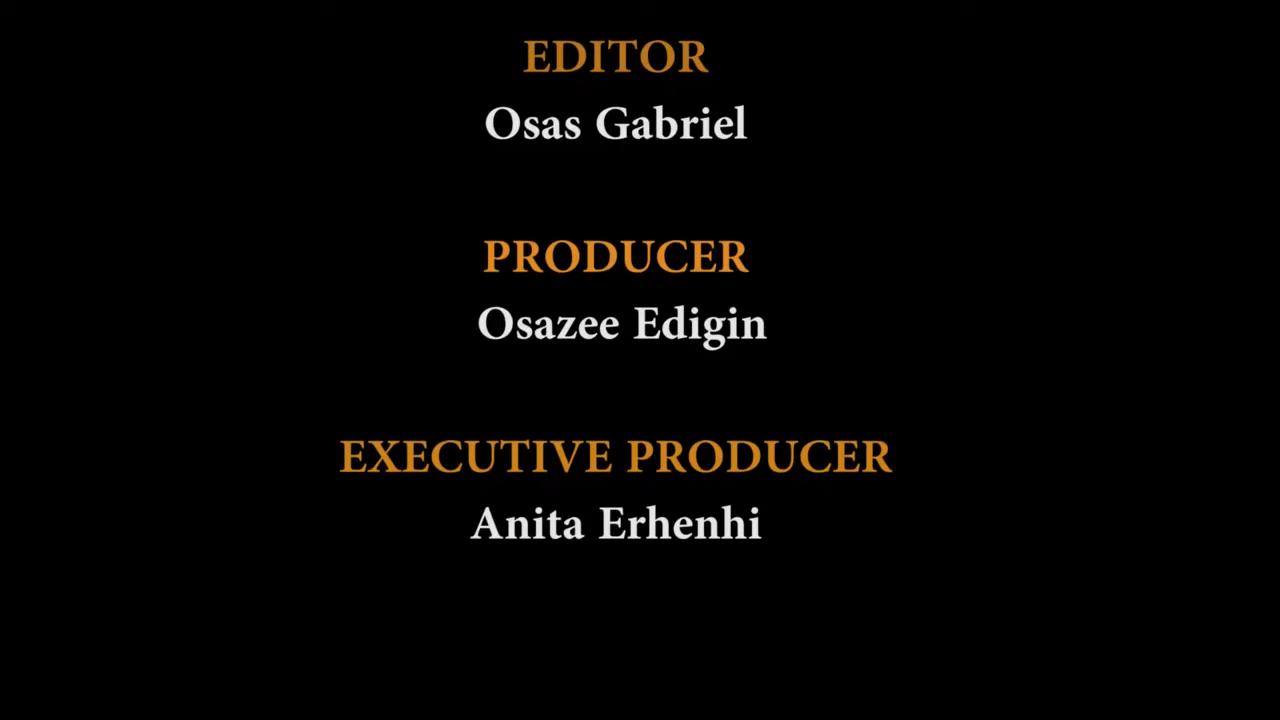 EDITOR
Osas Gabriel
PRODUCER
Osazee Edigin
EXECUTIVE PRODUCER
Anita Erhenhi